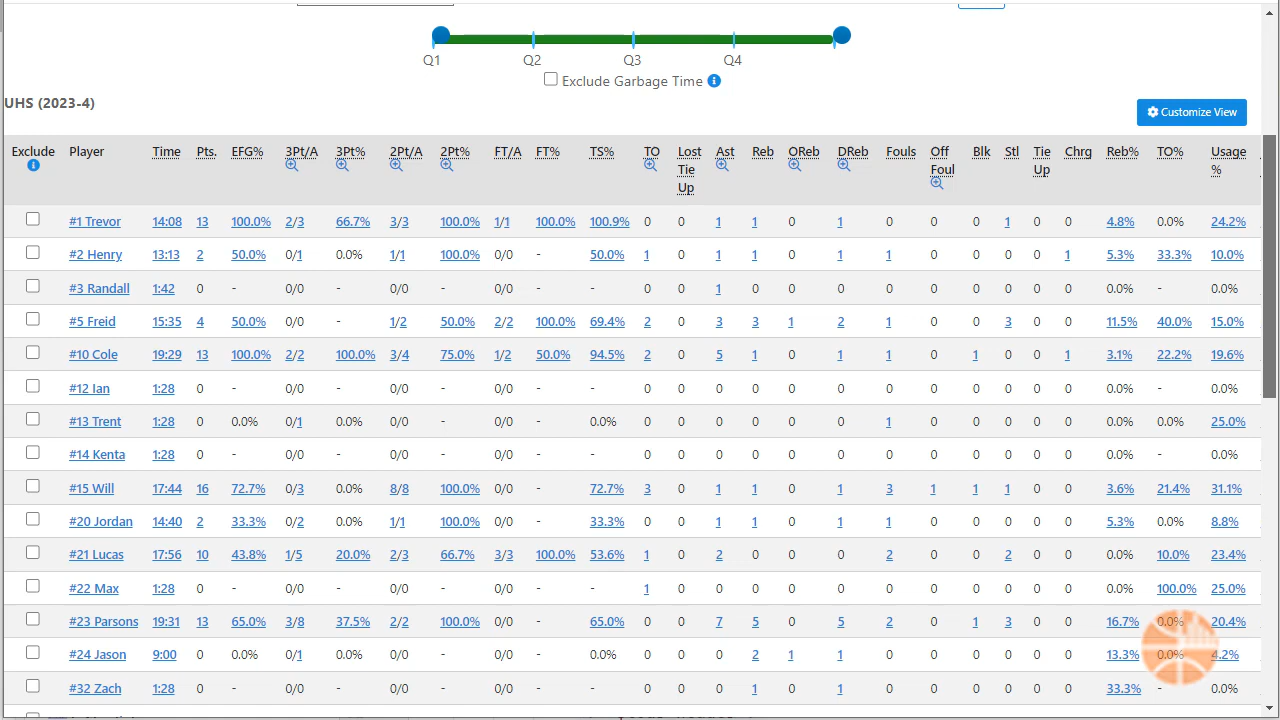 Q1 Q2 Q3 Q4
Exclude Garbage Time
UHS (2023-4)
Customize View
Exclude Player Time Pts. EFG% 3Pt/A 3Pt% 2Pt/A 2Pt% FT/A FT% TS% TO Lost Tie Up Ast Reb OReb DReb Fouls Off Foul Blk Stl Tie Up Chrg Reb% TO% Usage %
#1 Trevor 14:08 13 100.0% 2/3 66.7% 3/3 100.0% 1/1 100.0% 100.9% 0 0 1 1 0 1 0 0 0 1 0 0 4.8% 0.0% 24.2%
#2 Henry 13:13 2 50.0% 0/1 0.0% 1/1 100.0% 0/0 - 50.0% 1 0 1 1 0 1 1 0 0 0 0 1 5.3% 33.3% 10.0%
#3 Randall 1:42 0 - 0/0 - 0/0 - 0/0 - - 0 0 1 0 0 0 0 0 0 0 0 0 0.0% - 0.0%
#5 Freid 15:35 4 50.0% 0/0 - 1/2 50.0% 2/2 100.0% 69.4% 2 0 3 3 1 2 1 0 0 3 0 0 11.5% 40.0% 15.0%
#10 Cole 19:29 13 100.0% 2/2 100.0% 3/4 75.0% 1/2 50.0% 94.5% 2 0 5 1 0 1 1 0 1 0 0 1 3.1% 22.2% 19.6%
#12 Ian 1:28 0 - 0/0 - 0/0 - 0/0 - - 0 0 0 0 0 0 0 0 0 0 0 0 0.0% - 0.0%
#13 Trent 1:28 0 0.0% 0/1 0.0% 0/0 - 0/0 - 0.0% 0 0 0 0 0 0 1 0 0 0 0 0 0.0% 0.0% 25.0%
#14 Kenta 1:28 0 - 0/0 - 0/0 - 0/0 - - 0 0 0 0 0 0 0 0 0 0 0 0 0.0% - 0.0%
#15 Will 17:44 16 72.7% 0/3 0.0% 8/8 100.0% 0/0 - 72.7% 3 0 1 1 0 1 3 1 1 1 0 0 3.6% 21.4% 31.1%
#20 Jordan 14:40 2 33.3% 0/2 0.0% 1/1 100.0% 0/0 - 33.3% 0 0 1 1 0 1 1 0 0 0 0 0 5.3% 0.0% 8.8%
#21 Lucas 17:56 10 43.8% 1/5 20.0% 2/3 66.7% 3/3 100.0% 53.6% 1 0 2 0 0 0 2 0 0 2 0 0 0.0% 10.0% 23.4%
#22 Max 1:28 0 - 0/0 - 0/0 - 0/0 - - 1 0 0 0 0 0 0 0 0 0 0 0 0.0% 100.0% 25.0%
#23 Parsons 19:31 13 65.0% 3/8 37.5% 2/2 100.0% 0/0 - 65.0% 0 0 7 5 0 5 2 0 1 3 0 0 16.7% 0.0% 20.4%
#24 Jason 9:00 0 0.0% 0/1 0.0% 0/0 - 0/0 - 0.0% 0 0 0 2 1 1 0 0 0 0 0 0 13.3% 0.0% 4.2%
#32 Zach 1:28 0 - 0/0 - 0/0 - 0/0 - - 0 0 0 1 0 1 0 0 0 0 0 0 33.3% - 0.0%